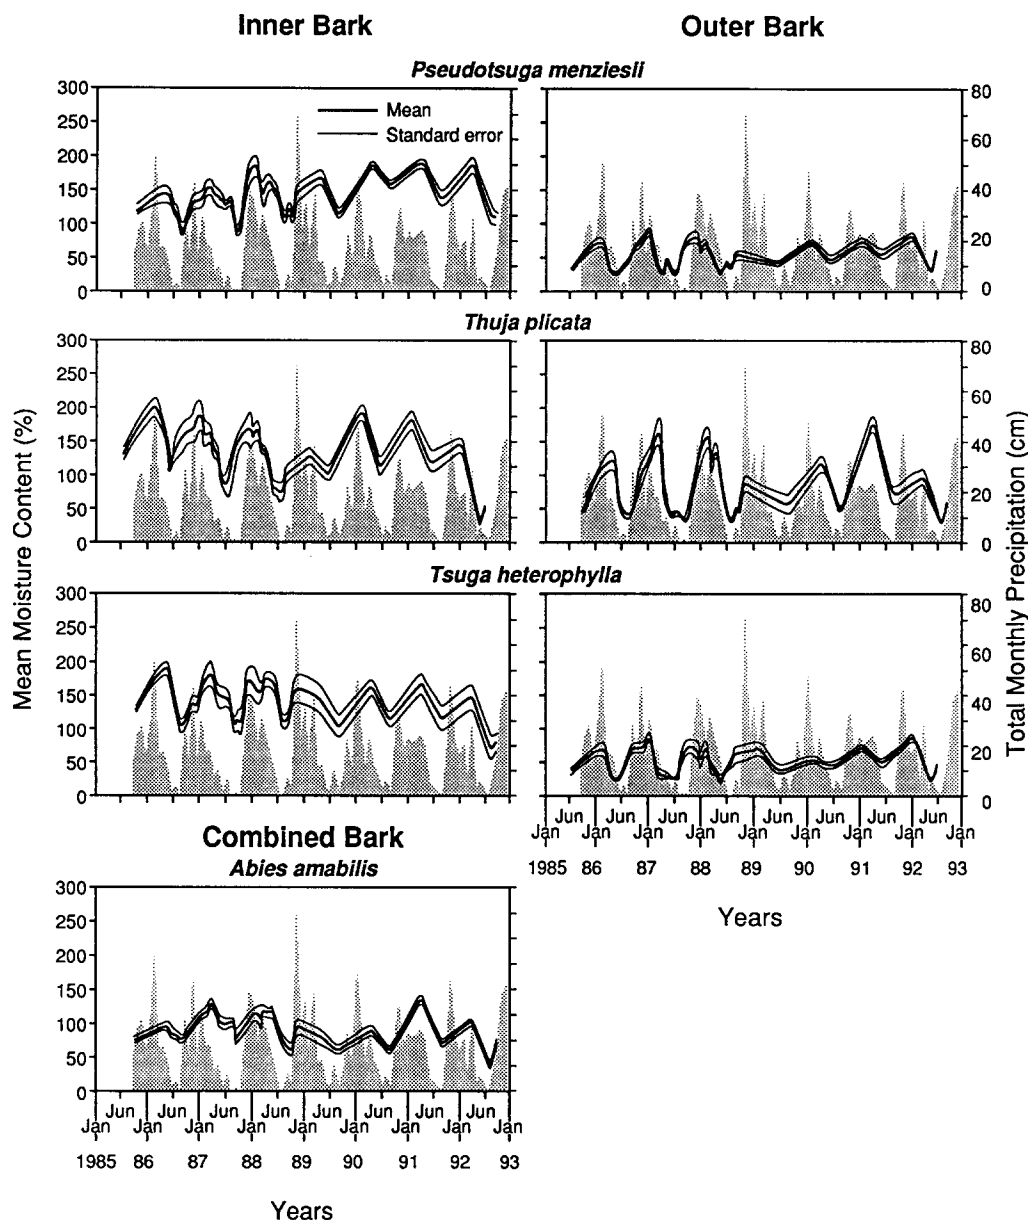 Inner Bark Outer Bark
Pseudotsuga menziesii
300
250
200
150
100
50
0
Mean
Standard error
80
60
40
20
0
Thuja plicata
300
250
200
150
100
50
0
80
60
40
20
0
Tsuga heterophylla
300
250
200
150
100
50
0
80
60
40
20
0
Mean Moisture Content (%)
Total Monthly Precipitation (cm)
Jun Jun Jun Jun Jun Jun Jun Jun
Jan Jan Jan Jan Jan Jan Jan Jan Jan
1985 86 87 88 89 90 91 92 93
Years
Combined Bark
Abies amabilis
300
250
200
150
100
50
0
Jun Jun Jun Jun Jun Jun Jun Jun
Jan Jan Jan Jan Jan Jan Jan Jan Jan
1985 86 87 88 89 90 91 92 93
Years